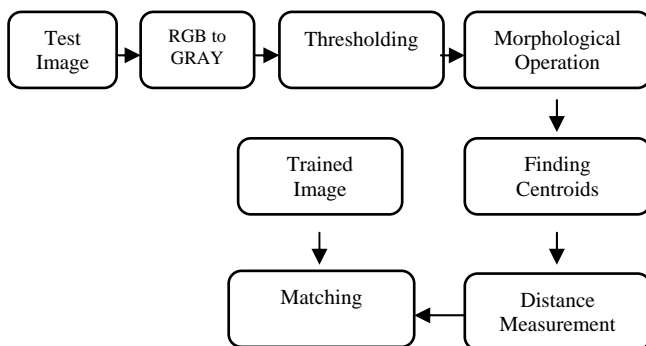 Test
Image
RGB to
GRAY
Thresholding
Morphological
Operation
Trained
Image
Finding
Centroids
Matching
Distance
Measurement